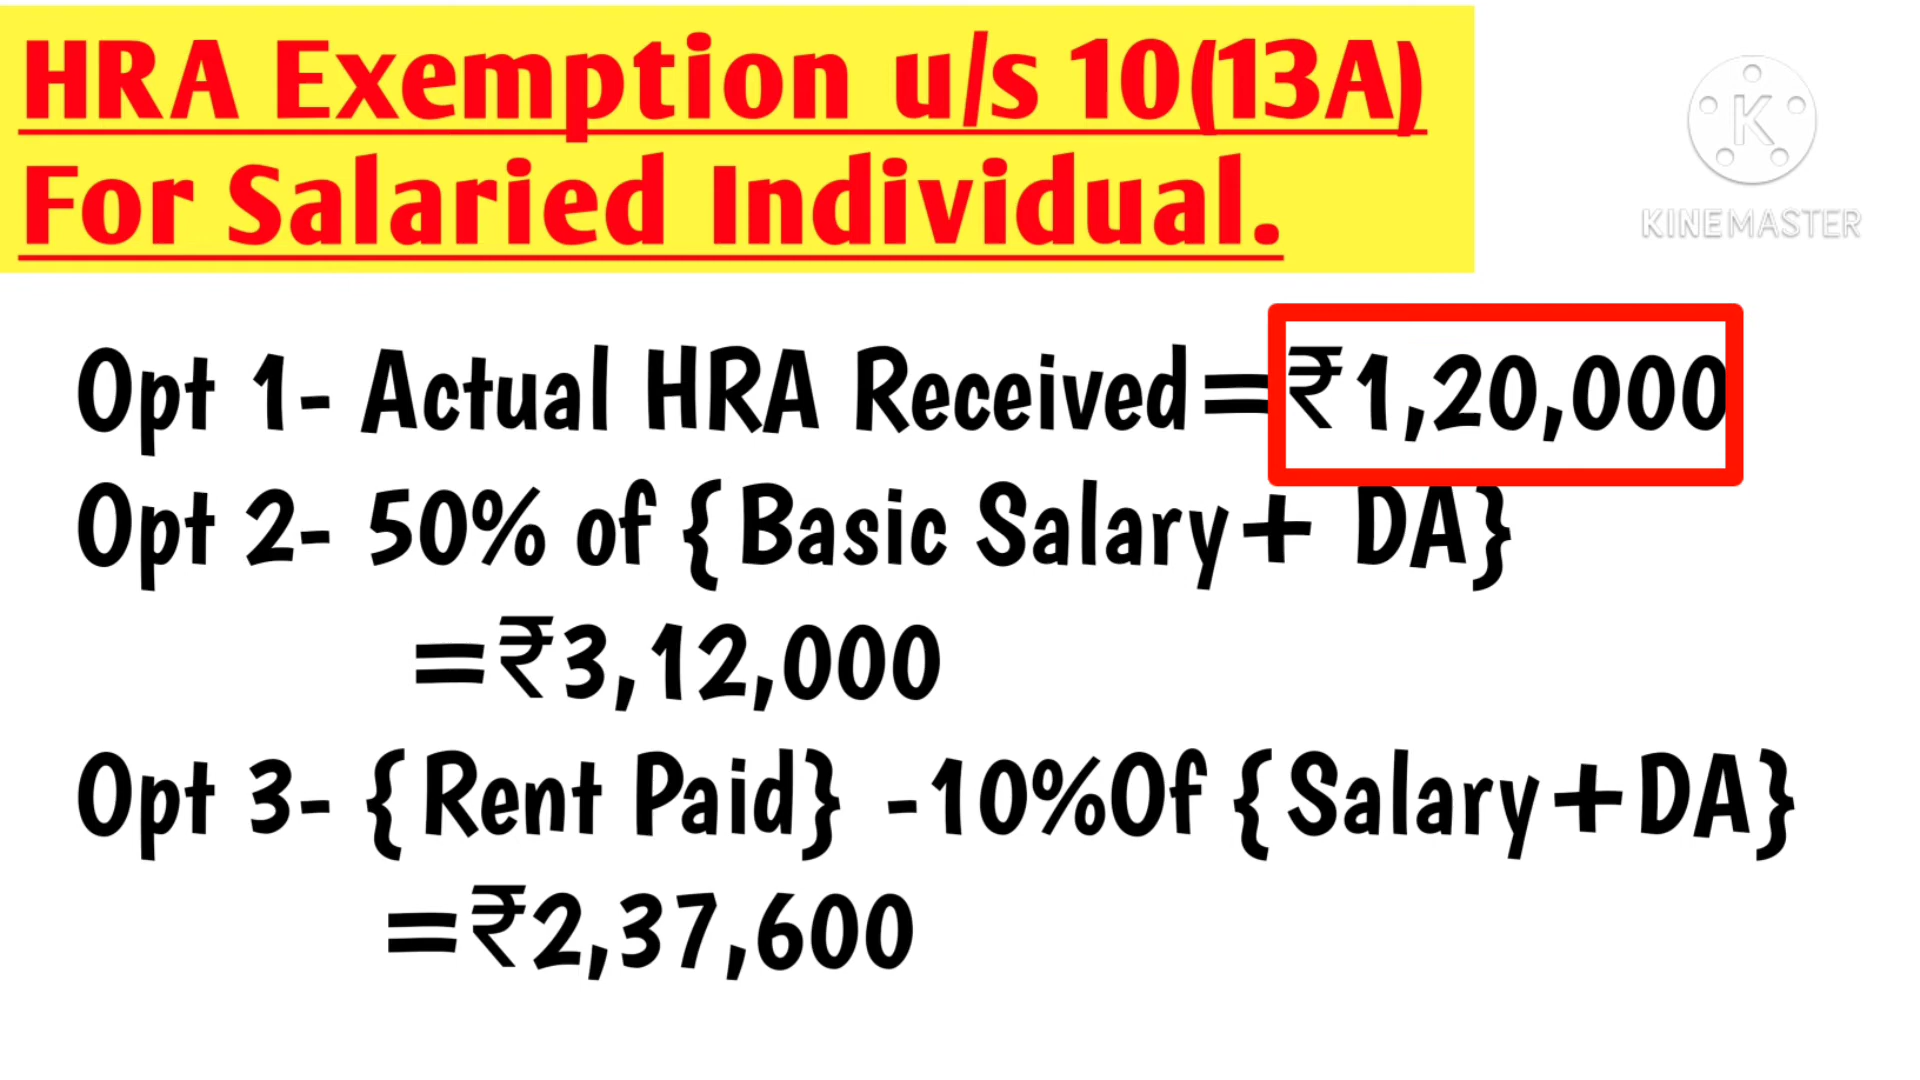 HRA Exemption u/s 10(13A)
For Salaried Individual.
K
KINEMASTER
Opt 1- Actual HRA Received=₹1,20,000
Opt 2- 50% of {Basic Salary+ DA}
=₹3,12,000
Opt 3- {Rent Paid} -10%Of {Salary+DA}
=₹2,37,600